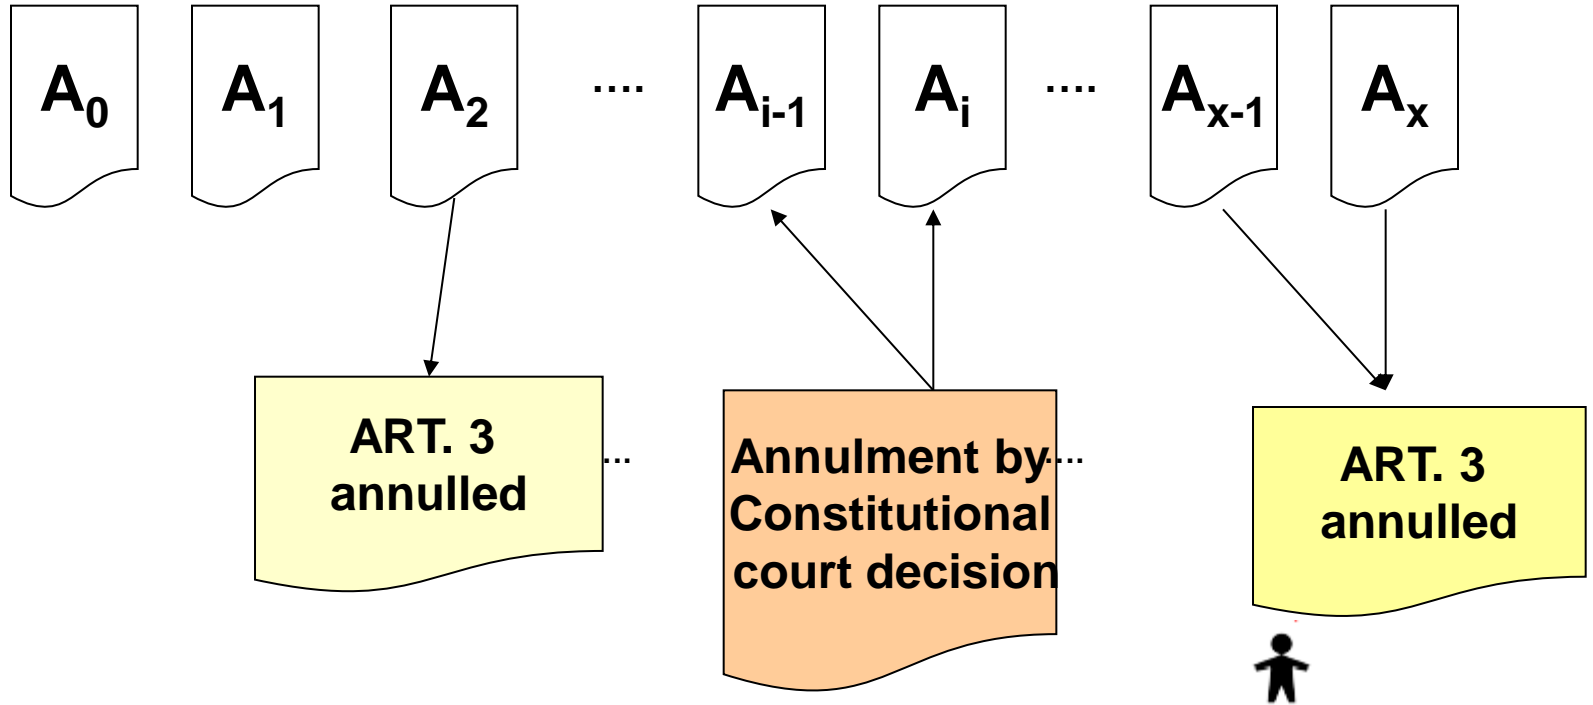 A0 A1 A2 .... Ai-1 Ai .... Ax-1 Ax
ART. 3
annulled
...
Annulment by
Constitutional
court decision
....
ART. 3
annulled